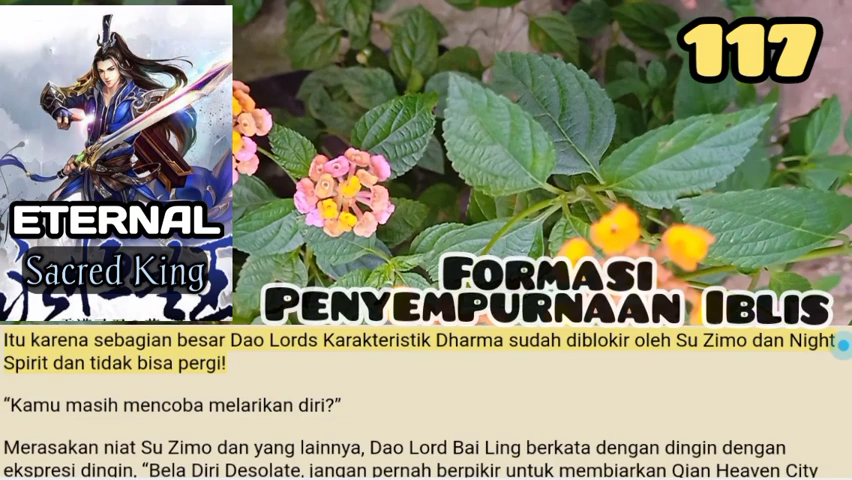 117
ETERNAL
Sacred King
FORMASI
PENYEMPURNAAN IBLIS
Itu karena sebagian besar Dao Lords Karakteristik Dharma sudah diblokir oleh Su Zimo dan Night
Spirit dan tidak bisa pergi!
“Kamu masih mencoba melarikan diri?”
Merasakan niat Su Zimo dan yang lainnya, Dao Lord Bai Ling berkata dengan dingin dengan
ekspresi dingin, “Bela Diri Desolate, jangan pernah berpikir untuk membiarkan Qian Heaven City